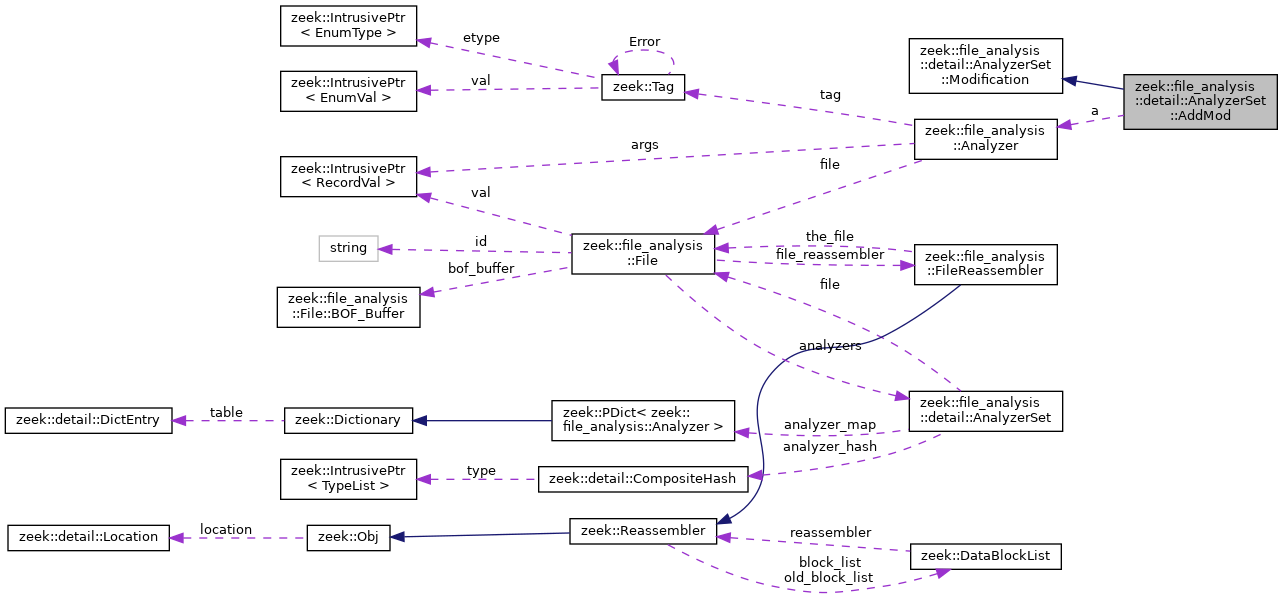 zeek::IntrusivePtr
< EnumType >
etype
Error
zeek::file_analysis
::detail::AnalyzerSet
::Modification
zeek::IntrusivePtr
< EnumVal >
val
zeek::Tag
tag
zeek::file_analysis
::detail::AnalyzerSet
::AddMod
a
zeek::file_analysis
::Analyzer
zeek::IntrusivePtr
< RecordVal >
args
file
val
string
id
zeek::file_analysis
::File
the_file
file_reassembler
zeek::file_analysis
::FileReassembler
bof_buffer
zeek::file_analysis
::File::BOF_Buffer
file
analyzers
zeek::detail::DictEntry
table
zeek::Dictionary
zeek::PDict< zeek::
file_analysis::Analyzer >
analyzer_map
zeek::file_analysis
::detail::AnalyzerSet
analyzer_hash
zeek::IntrusivePtr
< TypeList >
type
zeek::detail::CompositeHash
zeek::detail::Location
location
zeek::Obj
zeek::Reassembler
reassembler
zeek::DataBlockList
block_list
old_block_list